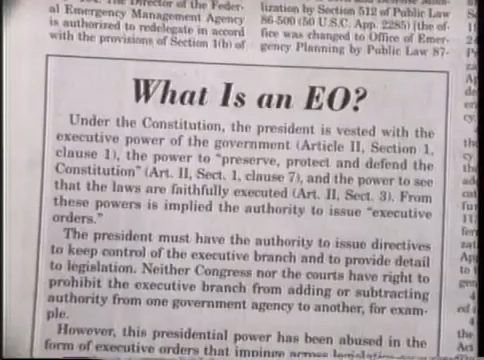 The Director of the Feder-
al Emergency Management Agency
is authorized to redelegate in accord
with the provisions of Section 1(b) of
lization by Section 512 of Public Law
86-500 (50 U.S.C. App. 2285) [the of-
fice was changed to Office of Emer-
gency Planning by Public Law 87-
What Is an EO?
Under the Constitution, the president is vested with the
executive power of the government (Article II, Section 1,
clause 1), the power to "preserve, protect and defend the
Constitution" (Art. II, Sect. 1, clause 7), and the power to see
that the laws are faithfully executed (Art. II, Sect. 3). From
these powers is implied the authority to issue "executive
orders."
The president must have the authority to issue directives
to keep control of the executive branch and to provide detail
to legislation. Neither Congress nor the courts have right to
prohibit the executive branch from adding or subtracting
authority from one government agency to another, for exam-
ple.
However, this presidential power has been abused in the
form of executive orders that impinge across